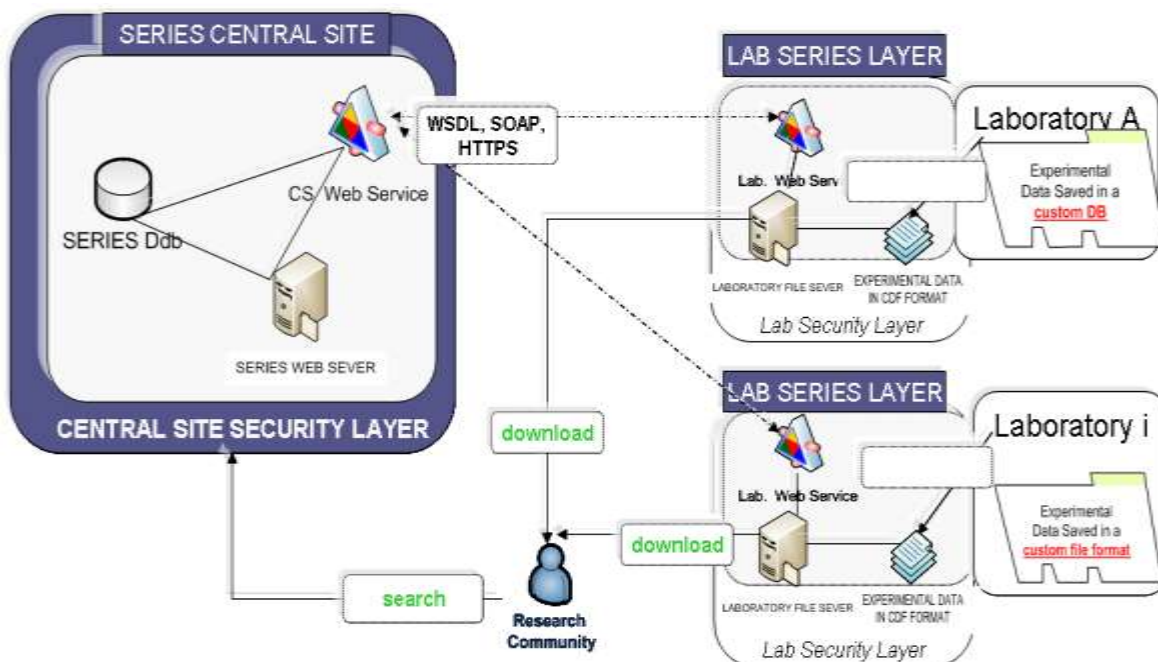 SERIES CENTRAL SITE
CS Web Service
SERIES Ddb
SERIES WEB SEVER
CENTRAL SITE SECURITY LAYER
WSDL, SOAP,
HTTPS
LAB SERIES LAYER
Lab. Web Serv
LABORATORY FILE SEVER
EXPERIMENTAL DATA
IN CDF FORMAT
Lab Security Layer
Laboratory A
Experimental
Data Saved in a
custom DB
LAB SERIES LAYER
Lab. Web Service
LABORATORY FILE SEVER
EXPERIMENTAL DATA
IN CDF FORMAT
Lab Security Layer
Laboratory i
Experimental
Data Saved in a
custom file format
download
download
search
Research
Community